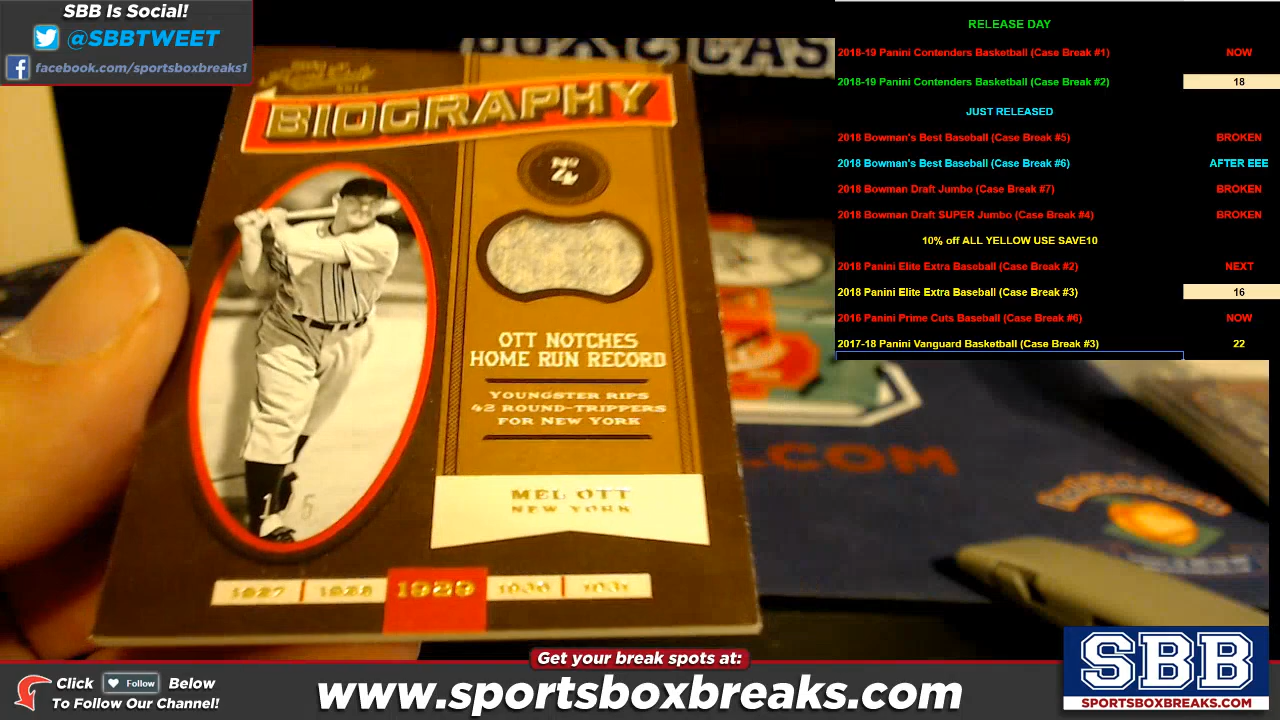 SBB Is Social!
@SBBTWEET
facebook.com/sportsboxbreaks1
BIOGRAPHY
No
24
OTT NOTCHES
HOME RUN RECORD
YOUNGSTER RIPS
42 ROUND-TRIPPERS
FOR NEW YORK
MEL OTT
NEW YORK
1927 1928 1929 1930 1931
RELEASE DAY
2018-19 Panini Contenders Basketball (Case Break #1) NOW
2018-19 Panini Contenders Basketball (Case Break #2) 18
JUST RELEASED
2018 Bowman's Best Baseball (Case Break #5) BROKEN
2018 Bowman's Best Baseball (Case Break #6) AFTER EEE
2018 Bowman Draft Jumbo (Case Break #7) BROKEN
2018 Bowman Draft SUPER Jumbo (Case Break #4) BROKEN
10% off ALL YELLOW USE SAVE10
2018 Panini Elite Extra Baseball (Case Break #2) NEXT
2018 Panini Elite Extra Baseball (Case Break #3) 16
2016 Panini Prime Cuts Baseball (Case Break #6) NOW
2017-18 Panini Vanguard Basketball (Case Break #3) 22
.COM
Get your break spots at:
www.sportsboxbreaks.com
Click Follow Below
To Follow Our Channel!
SBB
SPORTSBOXBREAKS.COM